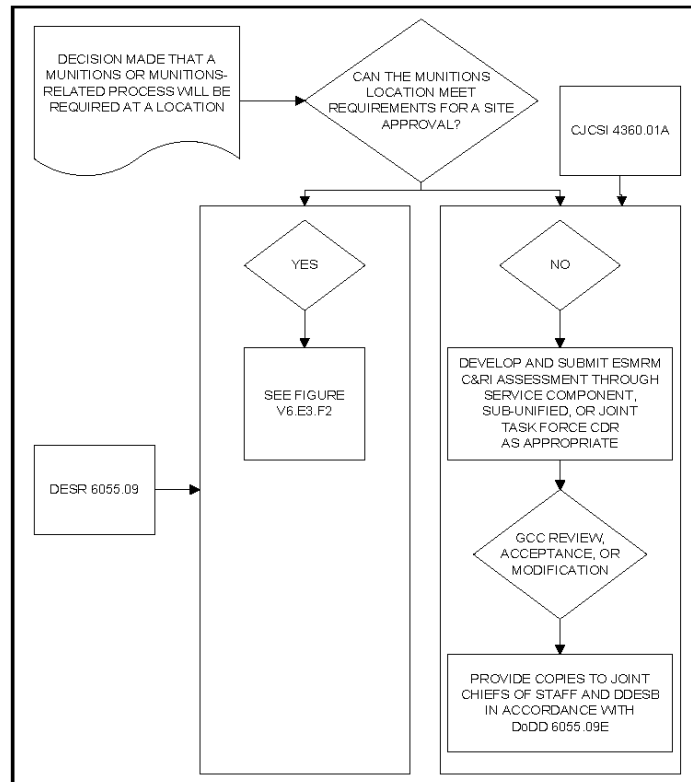 DECISION MADE THAT A
MUNITIONS OR MUNITIONS-
RELATED PROCESS WILL BE
REQUIRED AT A LOCATION
CAN THE MUNITIONS
LOCATION MEET
REQUIREMENTS FOR A SITE
APPROVAL?
CJCSI 4360.01A
YES
NO
SEE FIGURE
V6.E3.F2
DEVELOP AND SUBMIT ESMRM
C&RI ASSESSMENT THROUGH
SERVICE COMPONENT,
SUB-UNIFIED, OR JOINT
TASK FORCE CDR
AS APPROPRIATE
DESR 6055.09
GCC REVIEW,
ACCEPTANCE, OR
MODIFICATION
PROVIDE COPIES TO JOINT
CHIEFS OF STAFF AND DDESB
IN ACCORDANCE WITH
DoDD 6055.09E